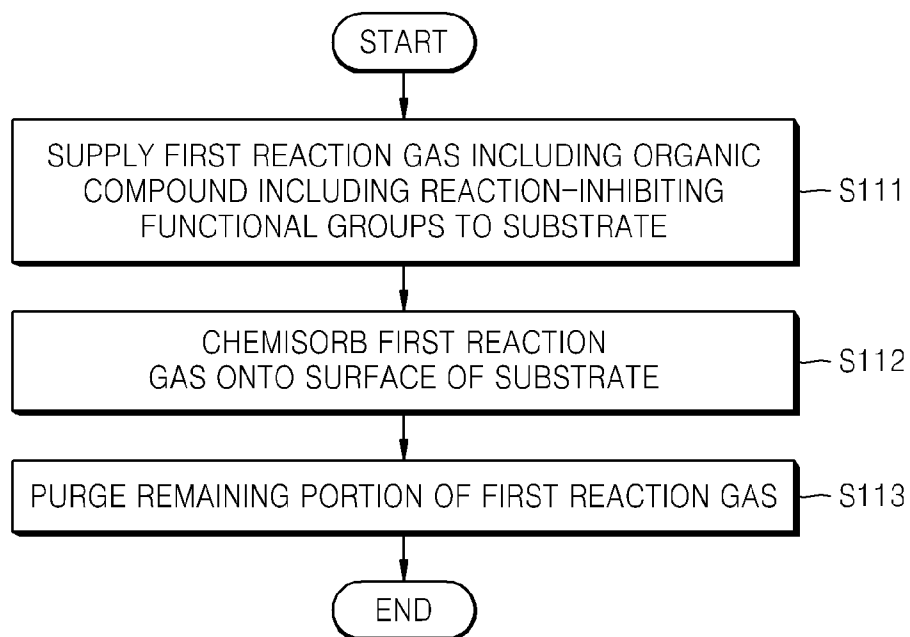 START
SUPPLY FIRST REACTION GAS INCLUDING ORGANIC
COMPOUND INCLUDING REACTION-INHIBITING
FUNCTIONAL GROUPS TO SUBSTRATE
S111
CHEMISORB FIRST REACTION
GAS ONTO SURFACE OF SUBSTRATE
S112
PURGE REMAINING PORTION OF FIRST REACTION GAS
S113
END